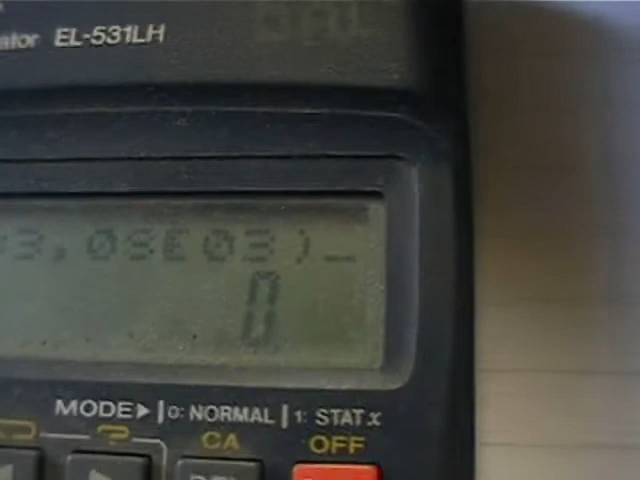 ator EL-531LH
3,05E03)_
0
MODE▶ 0: NORMAL 1: STAT x
CA OFF